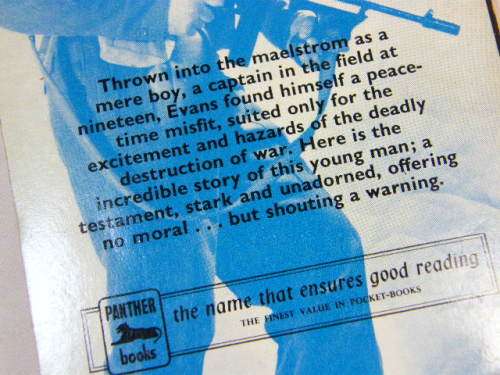 Thrown into the maelstrom as a
mere boy, a captain in the field at
nineteen, Evans found himself a peace-
time misfit, suited only for the
excitement and hazards of the deadly
destruction of war. Here is the
incredible story of this young man; a
testament, stark and unadorned, offering
no moral . . . but shouting a warning.
PANTHER
books
the name that ensures good reading
THE FINEST VALUE IN POCKET-BOOKS